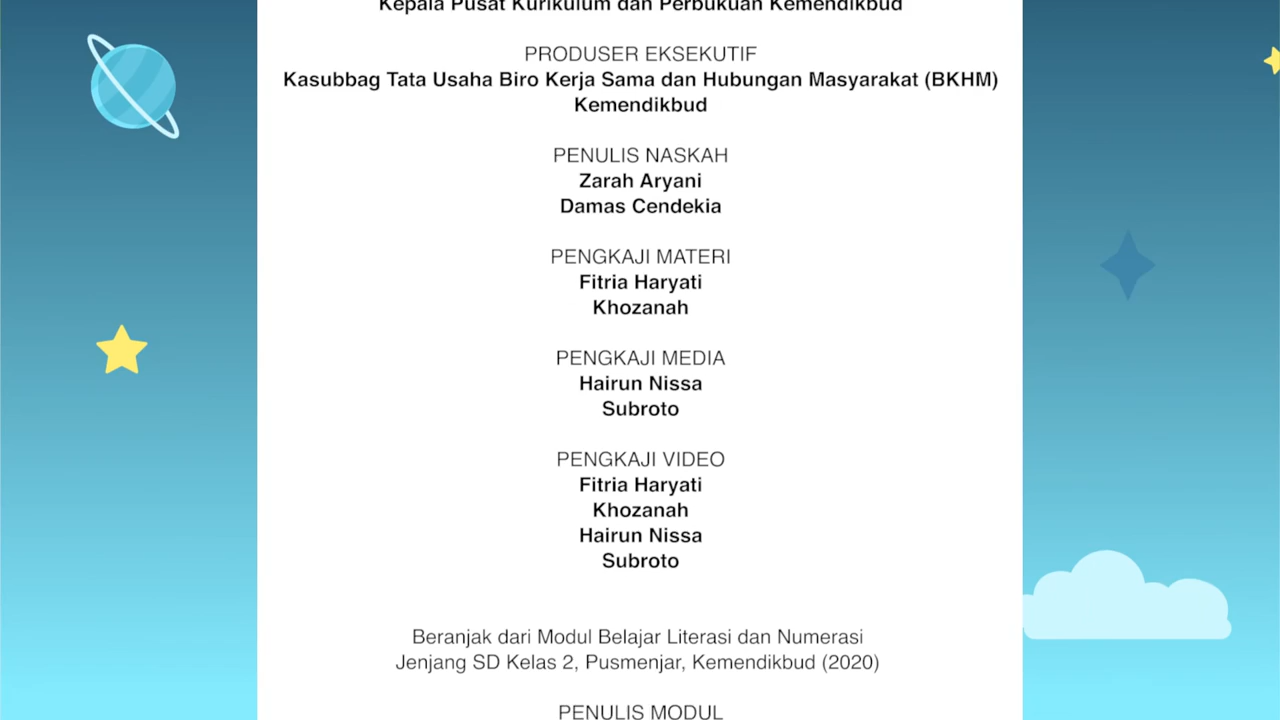 Kepala Pusat Kurikulum dan Perbukuan Kemendikbud
PRODUSER EKSEKUTIF
Kasubbag Tata Usaha Biro Kerja Sama dan Hubungan Masyarakat (BKHM)
Kemendikbud
PENULIS NASKAH
Zarah Aryani
Damas Cendekia
PENGKAJI MATERI
Fitria Haryati
Khozanah
PENGKAJI MEDIA
Hairun Nissa
Subroto
PENGKAJI VIDEO
Fitria Haryati
Khozanah
Hairun Nissa
Subroto
Beranjak dari Modul Belajar Literasi dan Numerasi
Jenjang SD Kelas 2, Pusmenjar, Kemendikbud (2020)
PENULIS MODUL